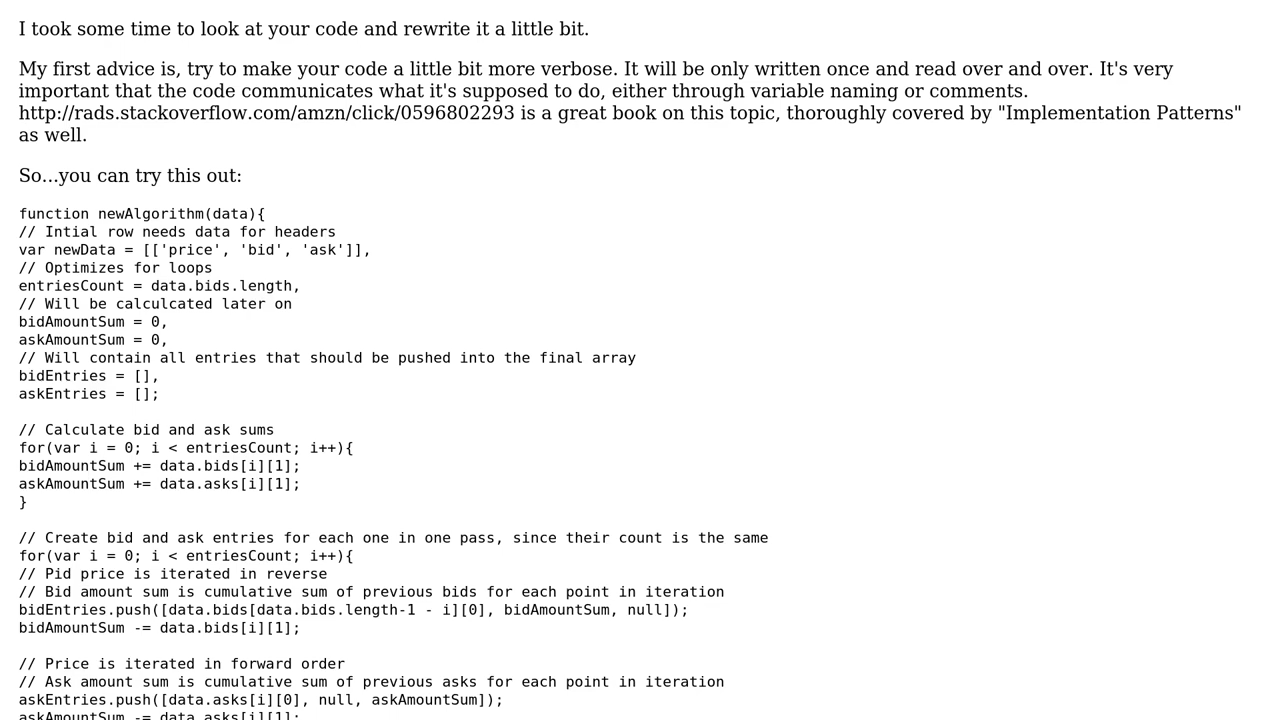 I took some time to look at your code and rewrite it a little bit.
My first advice is, try to make your code a little bit more verbose. It will be only written once and read over and over. It's very
important that the code communicates what it's supposed to do, either through variable naming or comments.
http://rads.stackoverflow.com/amzn/click/0596802293 is a great book on this topic, thoroughly covered by "Implementation Patterns"
as well.
So...you can try this out:
function newAlgorithm(data){
// Intial row needs data for headers
var newData = [['price', 'bid', 'ask']],
// Optimizes for loops
entriesCount = data.bids.length,
// Will be calculcated later on
bidAmountSum = 0,
askAmountSum = 0,
// Will contain all entries that should be pushed into the final array
bidEntries = [],
askEntries = [];
// Calculate bid and ask sums
for(var i = 0; i < entriesCount; i++){
bidAmountSum += data.bids[i][1];
askAmountSum += data.asks[i][1];
}
// Create bid and ask entries for each one in one pass, since their count is the same
for(var i = 0; i < entriesCount; i++){
// Pid price is iterated in reverse
// Bid amount sum is cumulative sum of previous bids for each point in iteration
bidEntries.push([data.bids[data.bids.length-1 - i][0], bidAmountSum, null]);
bidAmountSum -= data.bids[i][1];
// Price is iterated in forward order
// Ask amount sum is cumulative sum of previous asks for each point in iteration
askEntries.push([data.asks[i][0], null, askAmountSum]);
askAmountSum -= data.asks[i][1];